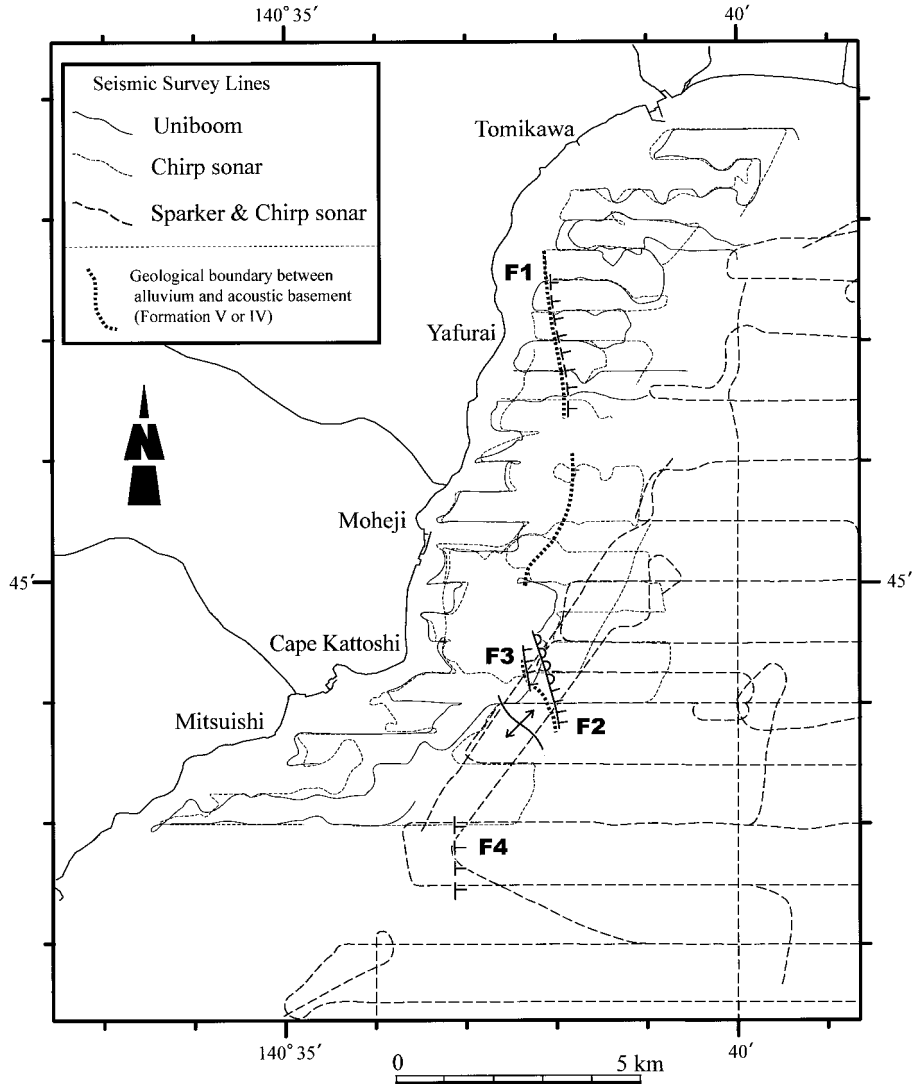 140° 35′
40′
Seismic Survey Lines
Uniboom
Chirp sonar
Sparker & Chirp sonar
Geological boundary between
alluvium and acoustic basement
(Formation V or IV)
Tomikawa
F1
Yafurai
N
Moheji
45′
45′
Cape Kattoshi
F3
Mitsuishi
F2
F4
140° 35′
40′
0
5 km